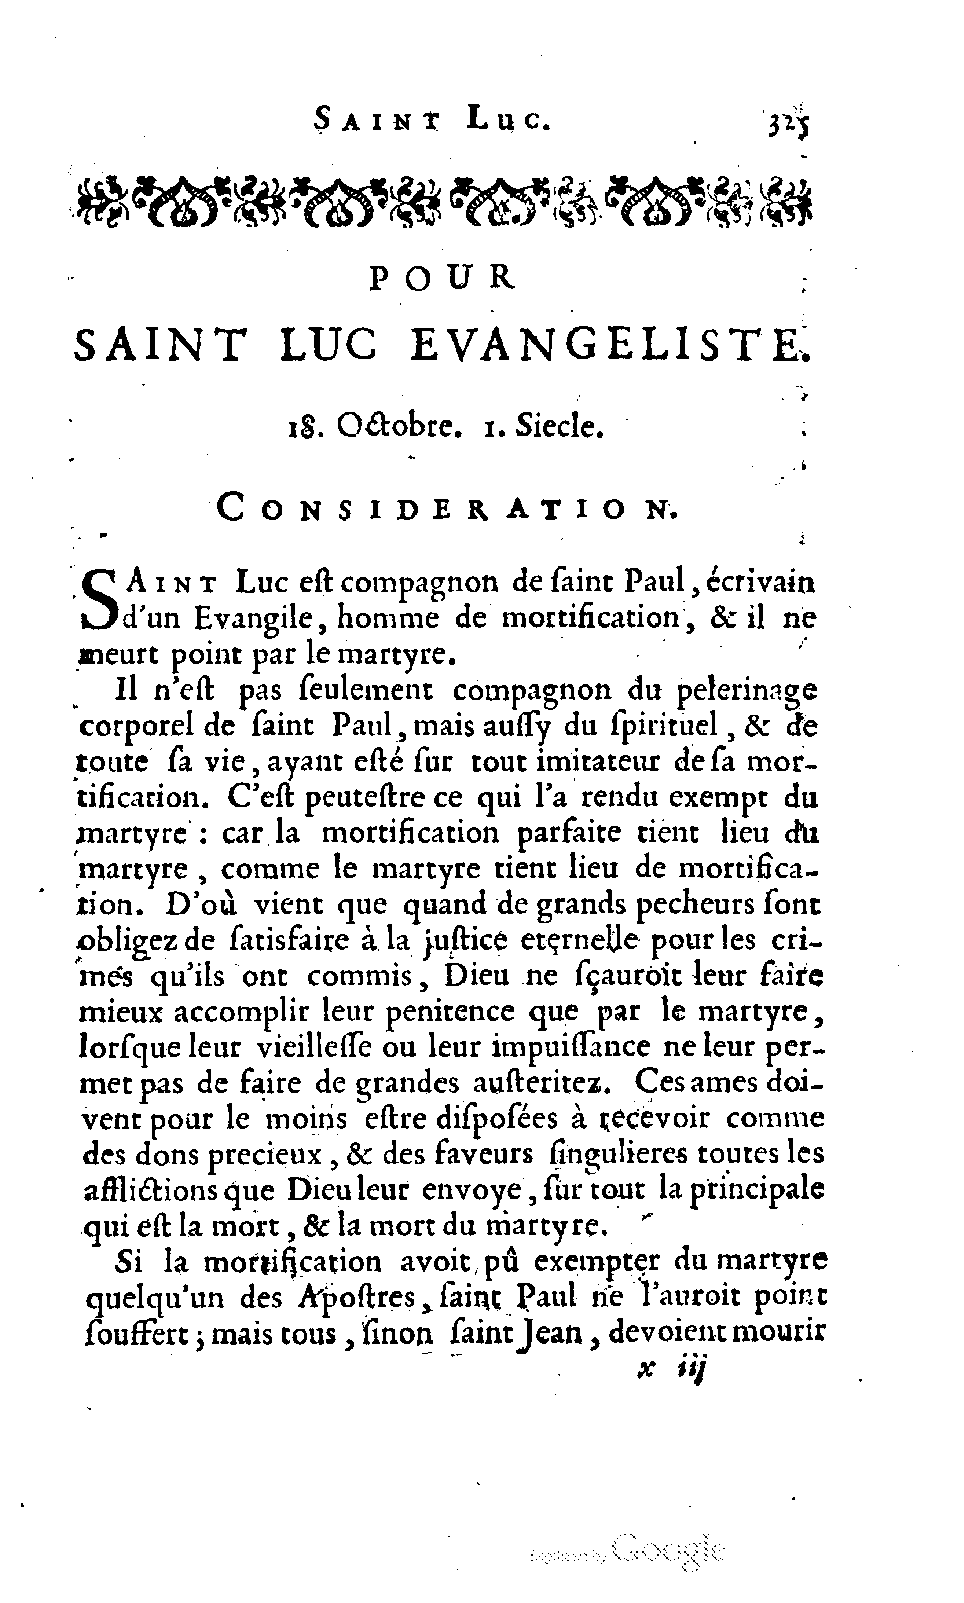 SAINT LUC. 325
POUR
SAINT LUC EVANGELISTE.
18. Octobre. 1. Siecle.
CONSIDERATION.
SAINT Luc eſt compagnon de ſaint Paul, écrivain
d'un Evangile, homme de mortification, & il ne
meurt point par le martyre.
Il n'eſt pas ſeulement compagnon du pelerinage
corporel de ſaint Paul, mais auſſy du ſpirituel, & de
toute ſa vie, ayant eſté ſur tout imitateur de ſa mor-
tification. C'eſt peuteſtre ce qui l'a rendu exempt du
martyre : car la mortification parfaite tient lieu du
martyre, comme le martyre tient lieu de mortifica-
tion. D'où vient que quand de grands pecheurs ſont
obligez de ſatisfaire à la juſtice eternelle pour les cri-
mes qu'ils ont commis, Dieu ne ſçauroit leur faire
mieux accomplir leur penitence que par le martyre,
lorſque leur vieilleſſe ou leur impuiſſance ne leur per-
met pas de faire de grandes auſteritez. Ces ames doi-
vent pour le moins eſtre diſpoſées à recevoir comme
des dons precieux, & des faveurs ſingulieres toutes les
afflictions que Dieu leur envoye, ſur tout la principale
qui eſt la mort, & la mort du martyre.
Si la mortification avoit pû exempter du martyre
quelqu'un des Apoſtres, ſaint Paul ne l'auroit point
ſouffert ; mais tous, ſinon ſaint Jean, devoient mourir
x iij
Digitized by Google